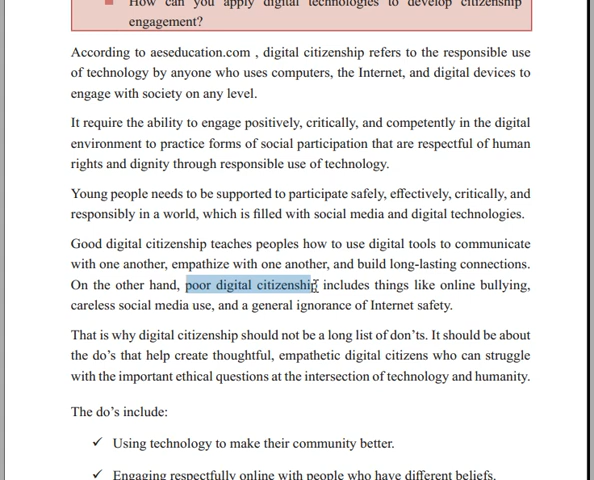 How can you apply digital technologies to develop citizenship
engagement?
According to aeseducation.com , digital citizenship refers to the responsible use
of technology by anyone who uses computers, the Internet, and digital devices to
engage with society on any level.
It require the ability to engage positively, critically, and competently in the digital
environment to practice forms of social participation that are respectful of human
rights and dignity through responsible use of technology.
Young people needs to be supported to participate safely, effectively, critically, and
responsibly in a world, which is filled with social media and digital technologies.
Good digital citizenship teaches peoples how to use digital tools to communicate
with one another, empathize with one another, and build long-lasting connections.
On the other hand, poor digital citizenship includes things like online bullying,
careless social media use, and a general ignorance of Internet safety.
That is why digital citizenship should not be a long list of don’ts. It should be about
the do’s that help create thoughtful, empathetic digital citizens who can struggle
with the important ethical questions at the intersection of technology and humanity.
The do’s include:
✓ Using technology to make their community better.
✓ Engaging respectfully online with people who have different beliefs.